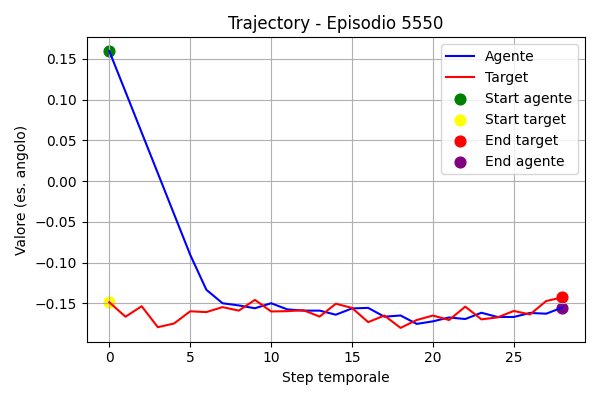 Trajectory - Episodio 5550
Agente
Target
Start agente
Start target
End target
End agente
Valore (es. angolo)
0.15
0.10
0.05
0.00
−0.05
−0.10
−0.15
0 5 10 15 20 25
Step temporale